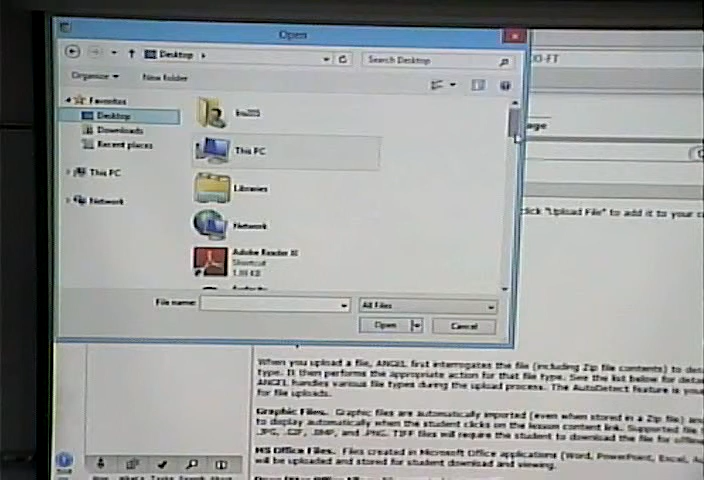 Open
Desktop
Search Desktop
Organize
New folder
OO-FT
Favorites
Desktop
Downloads
Recent places
This PC
Network
This PC
Libraries
Network
Adobe Reader XI
Shortcut
File name:
All Files
Open
Cancel
age
click "Upload File" to add it to your c
When you upload a file, ANGEL first interrogates the file (including Zip file contents) to det
type. It then performs the appropriate action for that file type. See the list below for detai
ANGEL handles various file types during the upload process. The AutoDetect feature is you
for file uploads.
Graphic Files. Graphic files are automatically imported (even when stored in a Zip file) and
to display automatically when the student clicks on the lesson content link. Supported file t
.JPG, .GIF, .BMP, and .PNG. TIFF files will require the student to download the file for offline
MS Office Files. Files created in Microsoft Office applications (Word, PowerPoint, Excel, A
will be uploaded and stored for student download and viewing.